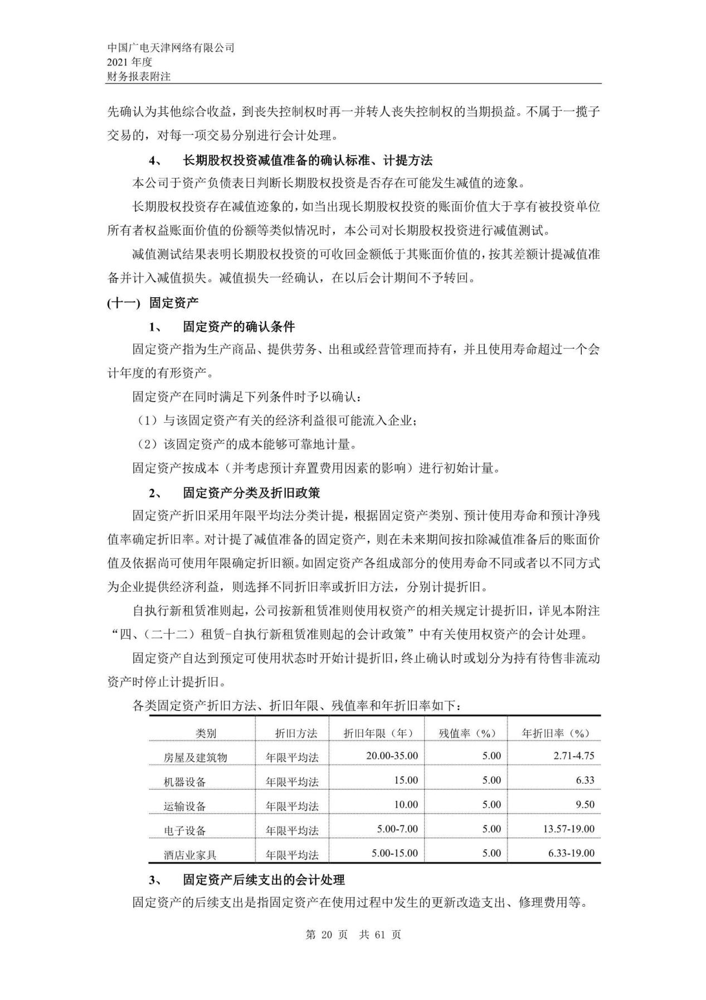 中国广电天津网络有限公司
2021 年度
财务报表附注
先确认为其他综合收益，到丧失控制权时再一并转人丧失控制权的当期损益。不属于一揽子
交易的，对每一项交易分别进行会计处理。
4、 长期股权投资减值准备的确认标准、计提方法
本公司于资产负债表日判断长期股权投资是否存在可能发生减值的迹象。
长期股权投资存在减值迹象的，如当出现长期股权投资的账面价值大于享有被投资单位
所有者权益账面价值的份额等类似情况时，本公司对长期股权投资进行减值测试。
减值测试结果表明长期股权投资的可收回金额低于其账面价值的，按其差额计提减值准
备并计入减值损失。减值损失一经确认，在以后会计期间不予转回。
(十一) 固定资产
1、 固定资产的确认条件
固定资产指为生产商品、提供劳务、出租或经营管理而持有，并且使用寿命超过一个会
计年度的有形资产。
固定资产在同时满足下列条件时予以确认：
（1）与该固定资产有关的经济利益很可能流入企业；
（2）该固定资产的成本能够可靠地计量。
固定资产按成本（并考虑预计弃置费用因素的影响）进行初始计量。
2、 固定资产分类及折旧政策
固定资产折旧采用年限平均法分类计提，根据固定资产类别、预计使用寿命和预计净残
值率确定折旧率。对计提了减值准备的固定资产，则在未来期间按扣除减值准备后的账面价
值及依据尚可使用年限确定折旧额。如固定资产各组成部分的使用寿命不同或者以不同方式
为企业提供经济利益，则选择不同折旧率或折旧方法，分别计提折旧。
自执行新租赁准则起，公司按新租赁准则使用权资产的相关规定计提折旧，详见本附注
“四、（二十二）租赁-自执行新租赁准则起的会计政策”中有关使用权资产的会计处理。
固定资产自达到预定可使用状态时开始计提折旧，终止确认时或划分为持有待售非流动
资产时停止计提折旧。
各类固定资产折旧方法、折旧年限、残值率和年折旧率如下：
类别 折旧方法 折旧年限（年） 残值率（%） 年折旧率（%）
房屋及建筑物 年限平均法 20.00-35.00 5.00 2.71-4.75
机器设备 年限平均法 15.00 5.00 6.33
运输设备 年限平均法 10.00 5.00 9.50
电子设备 年限平均法 5.00-7.00 5.00 13.57-19.00
酒店业家具 年限平均法 5.00-15.00 5.00 6.33-19.00
3、 固定资产后续支出的会计处理
固定资产的后续支出是指固定资产在使用过程中发生的更新改造支出、修理费用等。
第 20 页 共 61 页